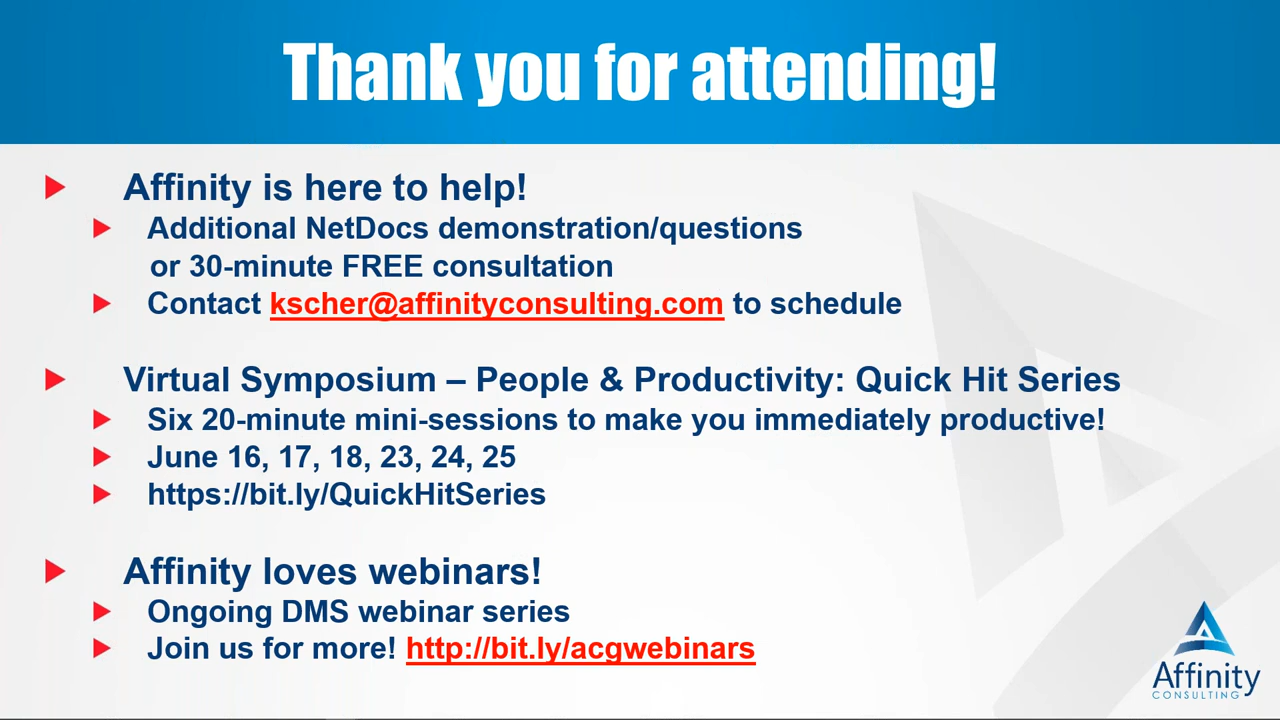 Thank you for attending!
Affinity is here to help!
Additional NetDocs demonstration/questions
or 30-minute FREE consultation
Contact kscher@affinityconsulting.com to schedule
Virtual Symposium – People & Productivity: Quick Hit Series
Six 20-minute mini-sessions to make you immediately productive!
June 16, 17, 18, 23, 24, 25
https://bit.ly/QuickHitSeries
Affinity loves webinars!
Ongoing DMS webinar series
Join us for more! http://bit.ly/acgwebinars
Affinity
CONSULTING